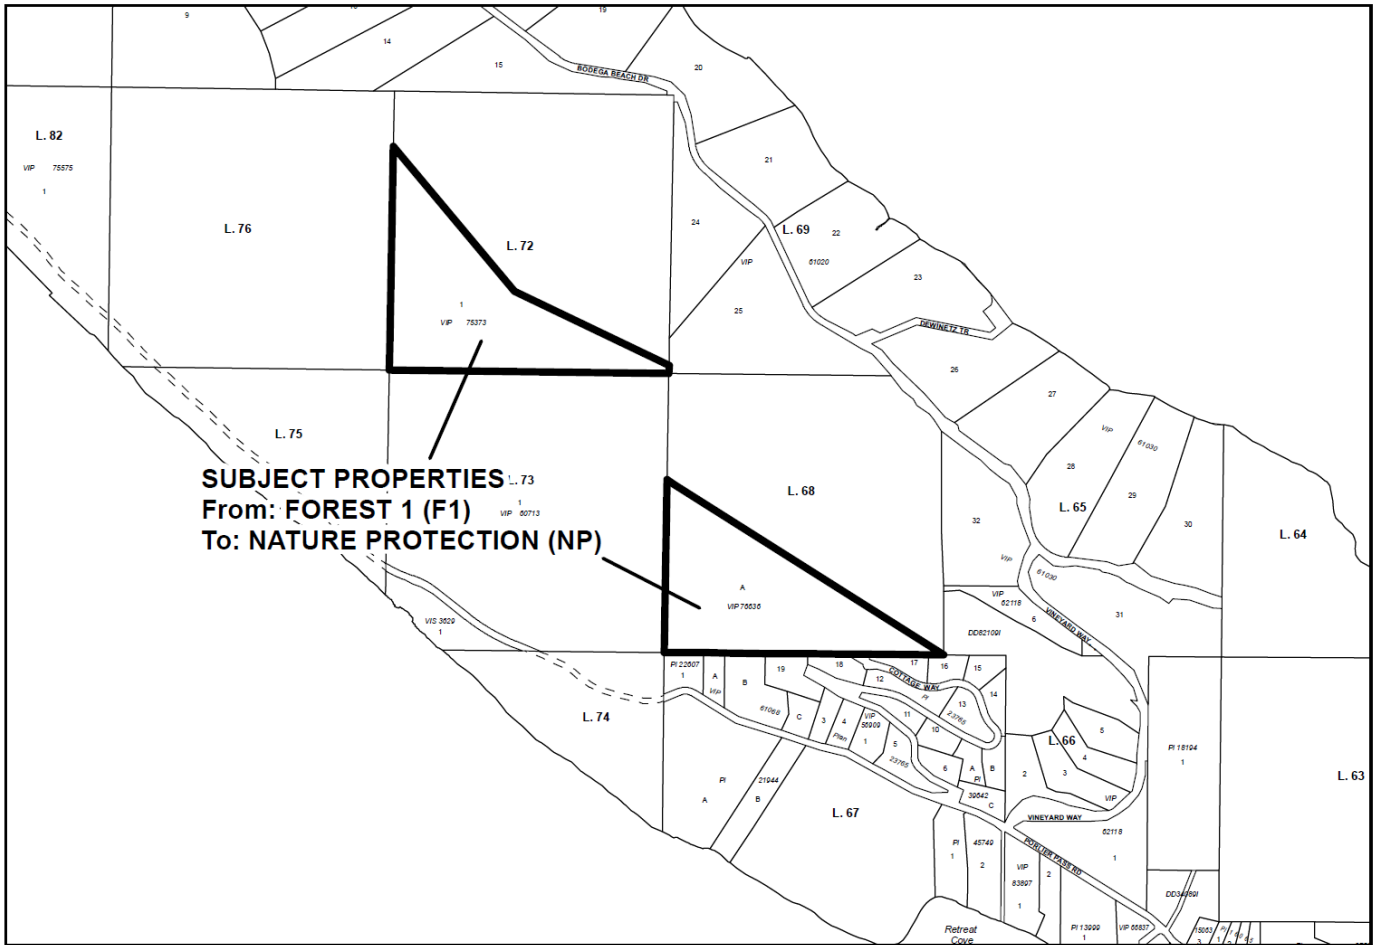 9
19
14
15
BODEGA BEACH DR
20
L. 82
VIP 75575
1
21
L. 76
L. 72
24
L. 69
22
VIP
61020
23
1
VIP 75373
25
DEWINETZ TR
26
27
L. 75
VIP
61030
28
29
30
L. 65
SUBJECT PROPERTIES
From: FOREST 1 (F1)
To: NATURE PROTECTION (NP)
L. 73
1
VIP 60713
L. 68
32
L. 64
VIP
61030
A
VIP 76636
VIP
62118
6
VINEYARD WAY
31
DD82109I
VIS 3629
1
PI 22607
1
A
VIP
B
19
18
17
16
15
12
COTTAGE WAY
PI
23765
13
14
61066
C
3
4
Plan
VIP
56909
1
5
11
10
23765
L. 74
L. 66
5
4
3
2
VIP
PI 18194
1
L. 63
PI
21944
A
B
6
A
B
PI
39642
C
L. 67
VINEYARD WAY
62118
1
PORLIER PASS RD
PI
1
45749
2
VIP
83897
1
2
DD34989I
Retreat
Cove
PI 13999
1
VIP 66837
15063
3
1